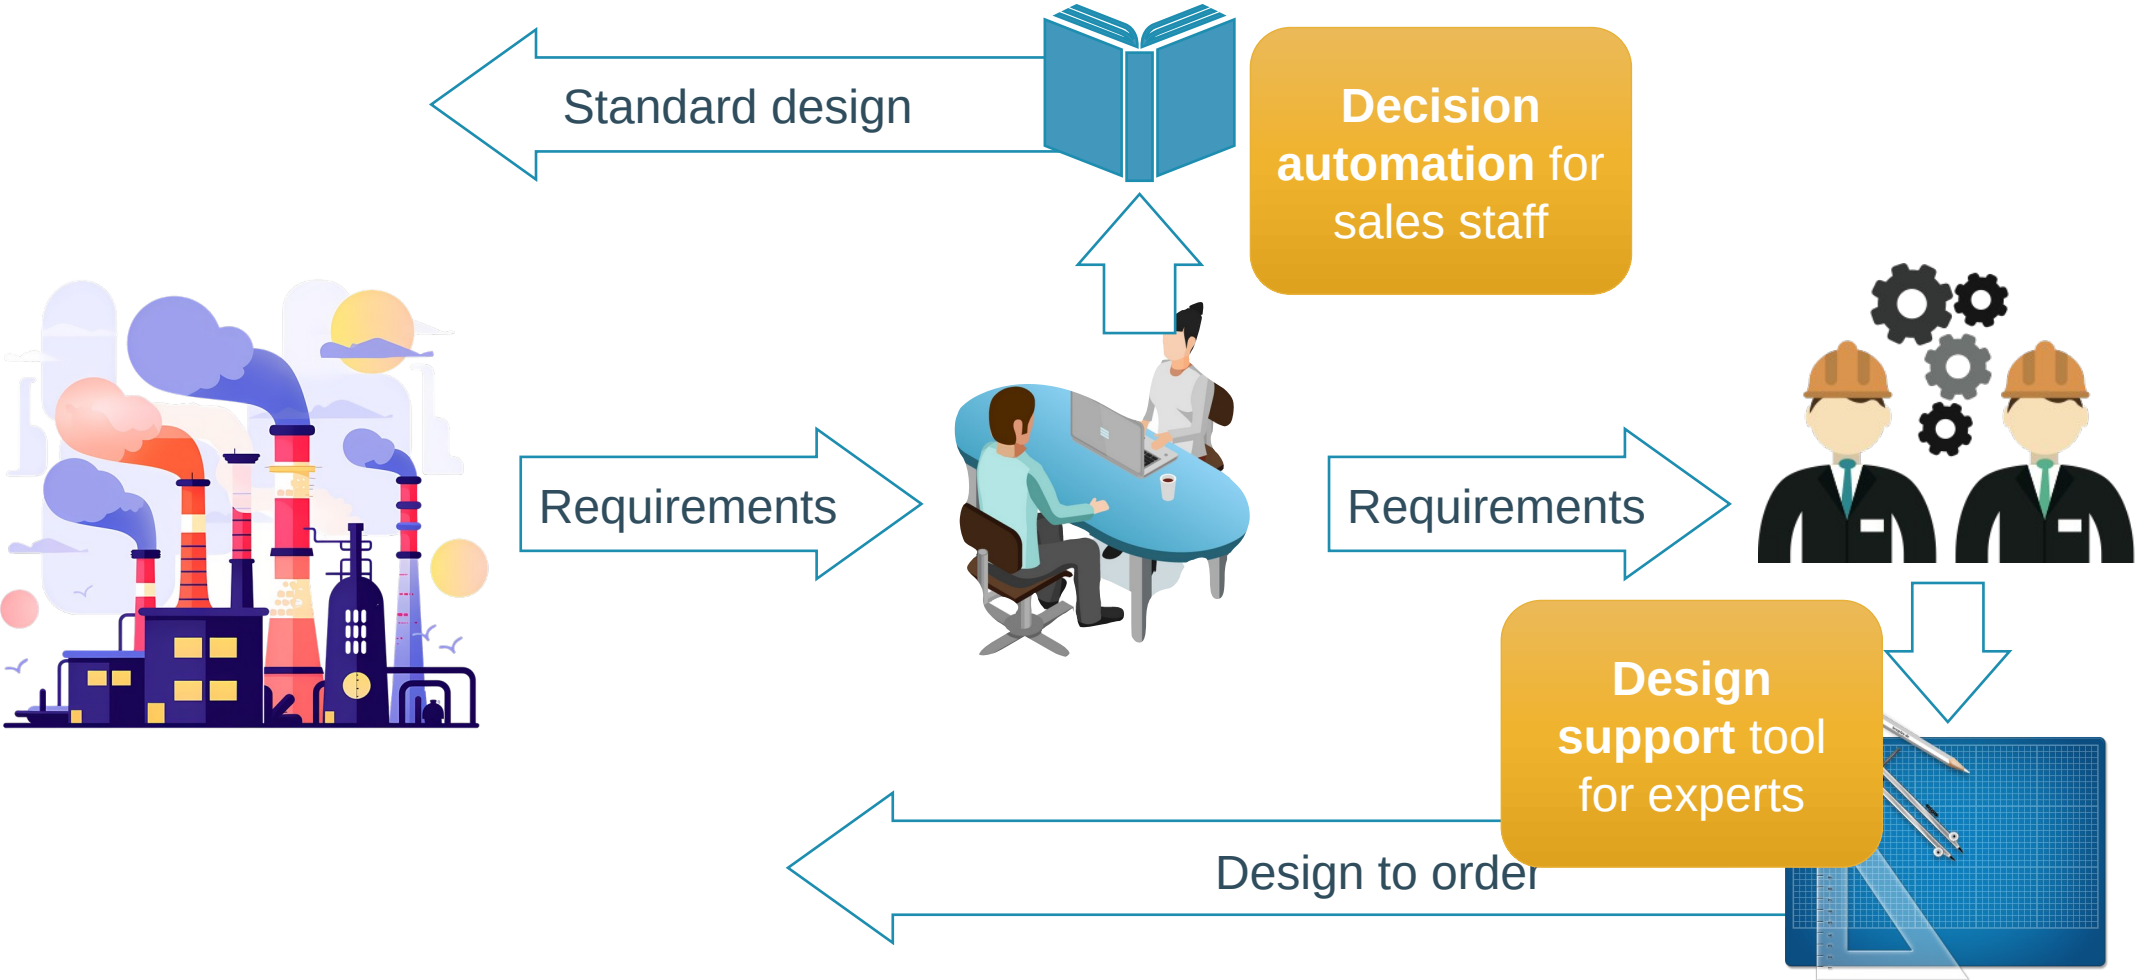 Standard design
Decision
automation for
sales staff
Requirements
Requirements
Design
support tool
for experts
Design to order